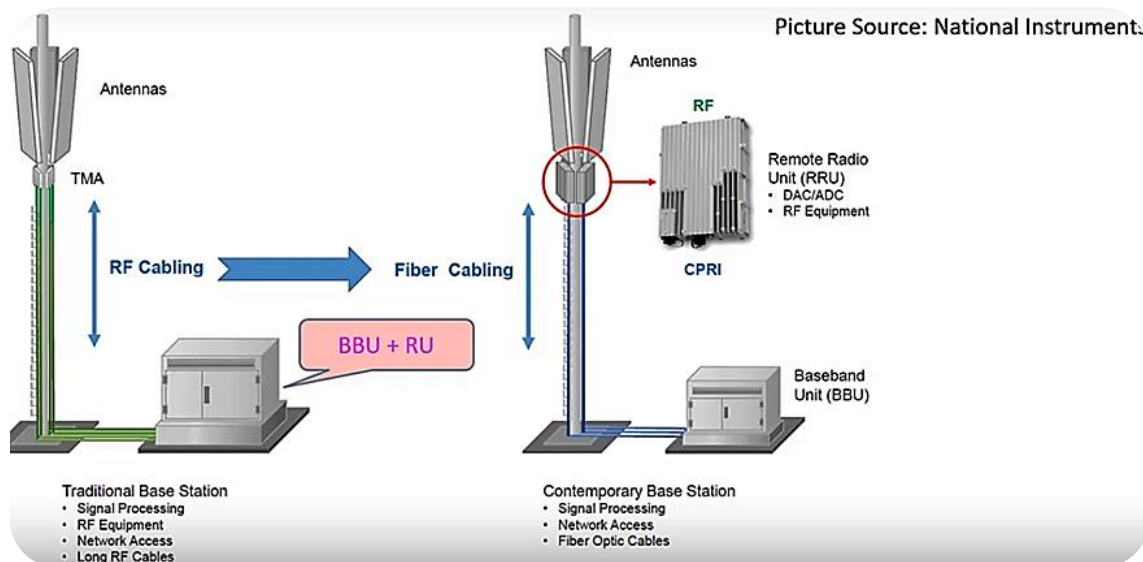 Picture Source: National Instruments
Antennas
TMA
RF Cabling
BBU + RU
Traditional Base Station
• Signal Processing
• RF Equipment
• Network Access
• Long RF Cables
Antennas
RF
Remote Radio
Unit (RRU)
• DAC/ADC
• RF Equipment
CPRI
Fiber Cabling
Baseband
Unit (BBU)
Contemporary Base Station
• Signal Processing
• Network Access
• Fiber Optic Cables